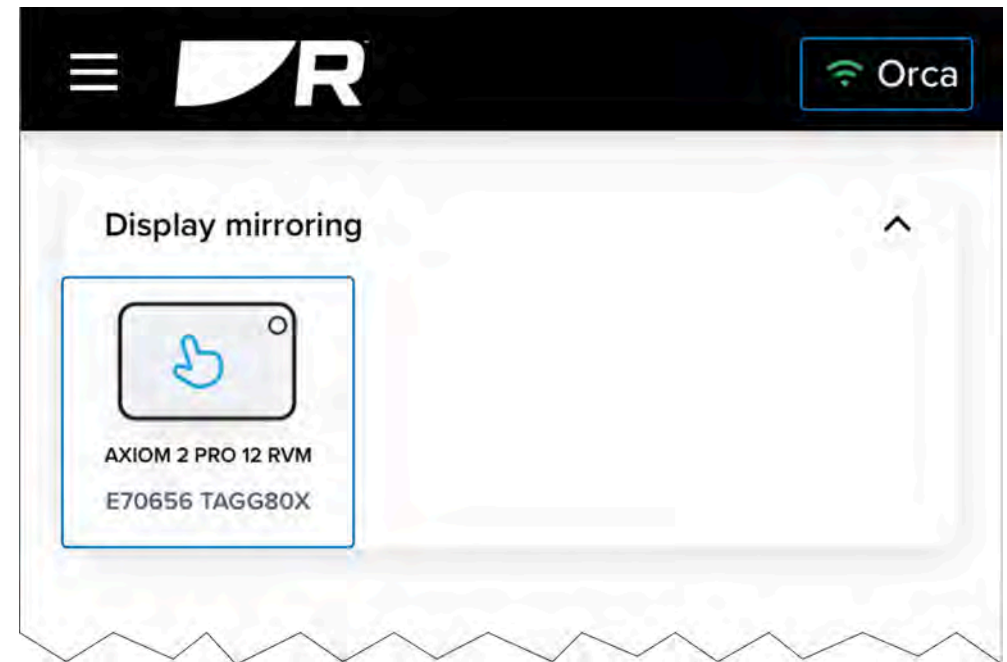 R
Orca
Display mirroring
AXIOM 2 PRO 12 RVM
E70656 TAGG80X